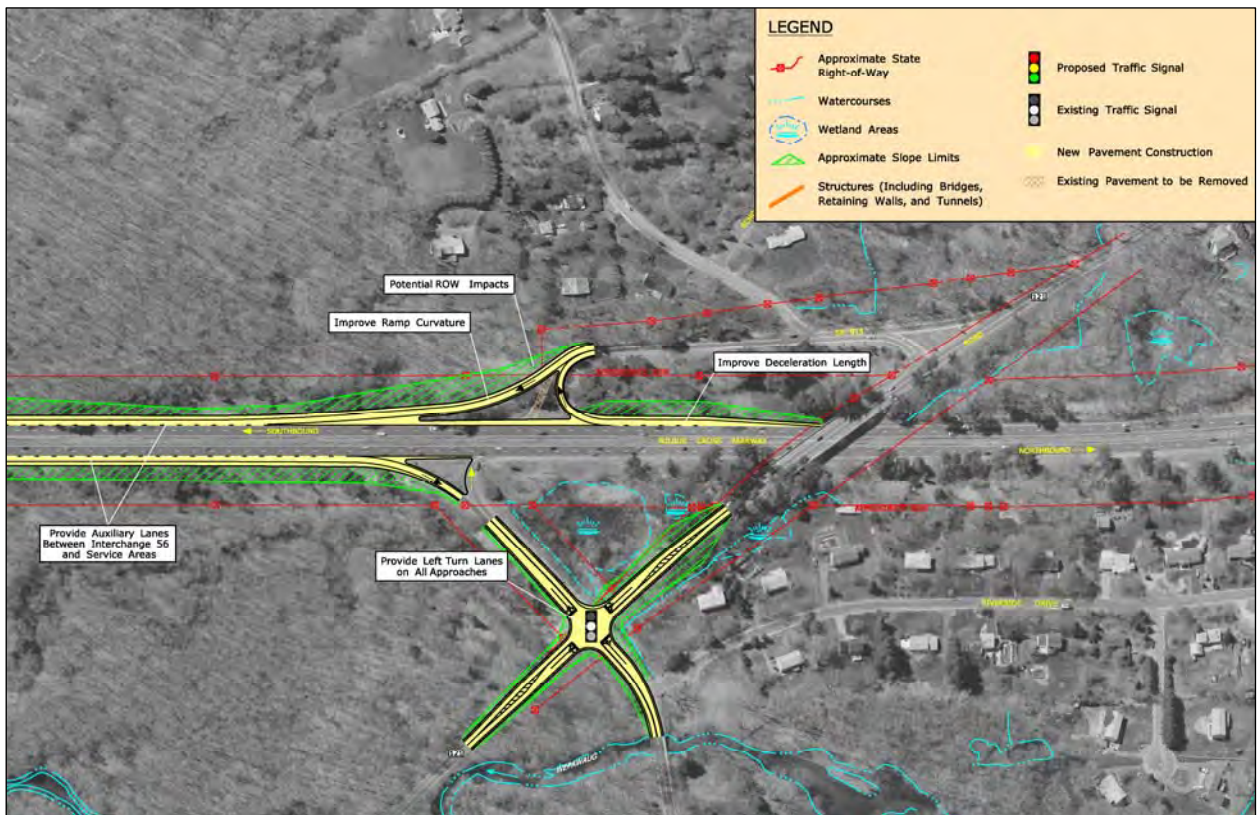 LEGEND
Approximate State
Right-of-Way
Watercourses
Wetland Areas
Approximate Slope Limits
Structures (Including Bridges,
Retaining Walls, and Tunnels)
Proposed Traffic Signal
Existing Traffic Signal
New Pavement Construction
Existing Pavement to be Removed
Potential ROW Impacts
Improve Ramp Curvature
Improve Deceleration Length
SOUTHBOUND
NORTHBOUND
Provide Auxiliary Lanes
Between Interchange 56
and Service Areas
Provide Left Turn Lanes
on All Approaches
RIVERSIDE DRIVE
ROAD
121